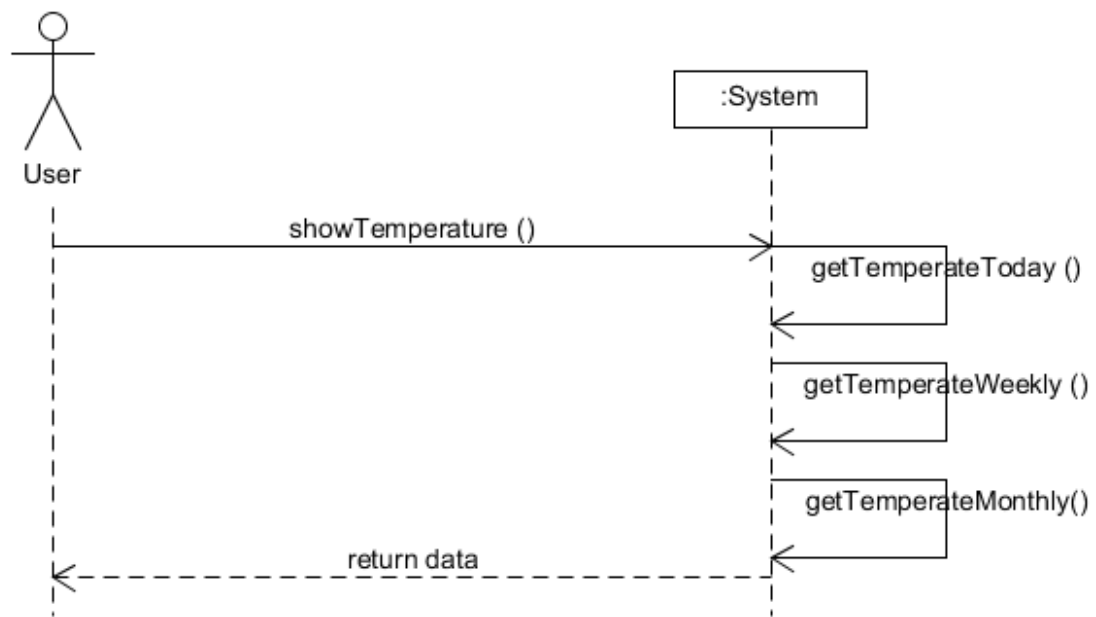 :System
User
showTemperature ()
getTemperateToday ()
getTemperateWeekly ()
getTemperateMonthly()
return data